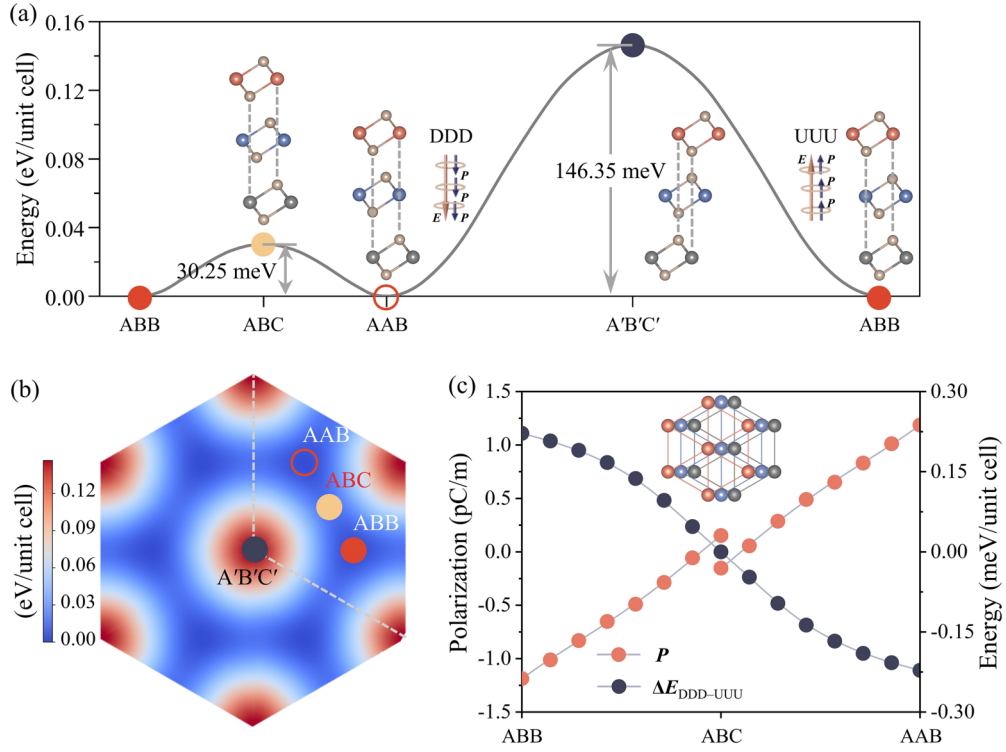 (a)
Energy (eV/unit cell)
0.16
0.12
0.08
0.04
0.00
30.25 meV
DDD
P
P
P
E
146.35 meV
UUU
E
P
P
P
ABB
ABC
AAB
A'B'C'
ABB
(b)
(eV/unit cell)
0.12
0.09
0.06
0.03
0.00
AAB
ABC
ABB
A'B'C'
(c)
Polarization (pC/m)
1.5
1.0
0.5
0.0
-0.5
-1.0
-1.5
P
ΔE_DDD–UUU
ABB
ABC
AAB
0.30
0.15
0.00
-0.15
-0.30
Energy (meV/unit cell)